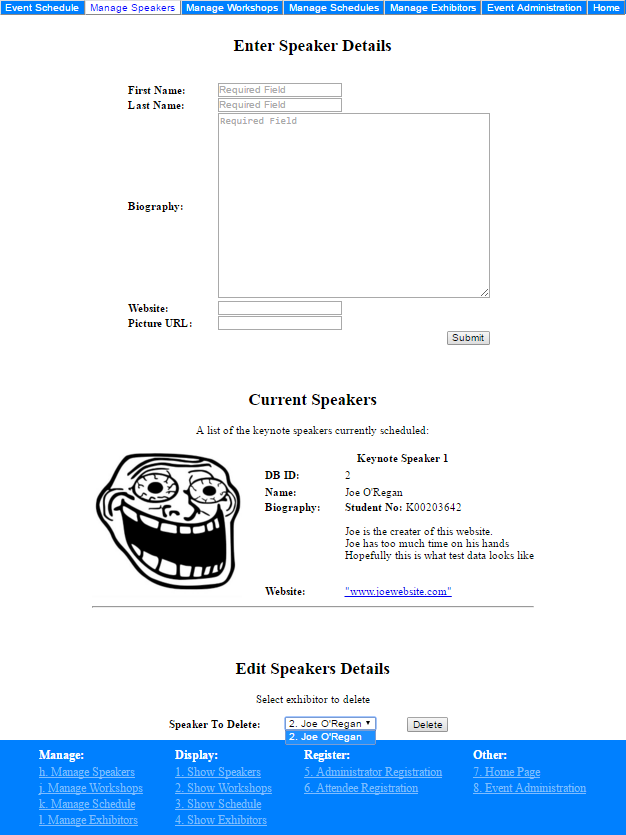 Event Schedule Manage Speakers Manage Workshops Manage Schedules Manage Exhibitors Event Administration Home
Enter Speaker Details
First Name: Required Field
Last Name: Required Field
Required Field
Biography:
Website:
Picture URL:
Submit
Current Speakers
A list of the keynote speakers currently scheduled:
Keynote Speaker 1
DB ID: 2
Name: Joe O'Regan
Biography: Student No: K00203642
Joe is the creater of this website.
Joe has too much time on his hands
Hopefully this is what test data looks like
Website: "www.joewebsite.com"
Edit Speakers Details
Select exhibitor to delete
Speaker To Delete: 2. Joe O'Regan Delete
2. Joe O'Regan
Manage: Display: Register: Other:
h. Manage Speakers 1. Show Speakers 5. Administrator Registration 7. Home Page
j. Manage Workshops 2. Show Workshops 6. Attendee Registration 8. Event Administration
k. Manage Schedule 3. Show Schedule
l. Manage Exhibitors 4. Show Exhibitors